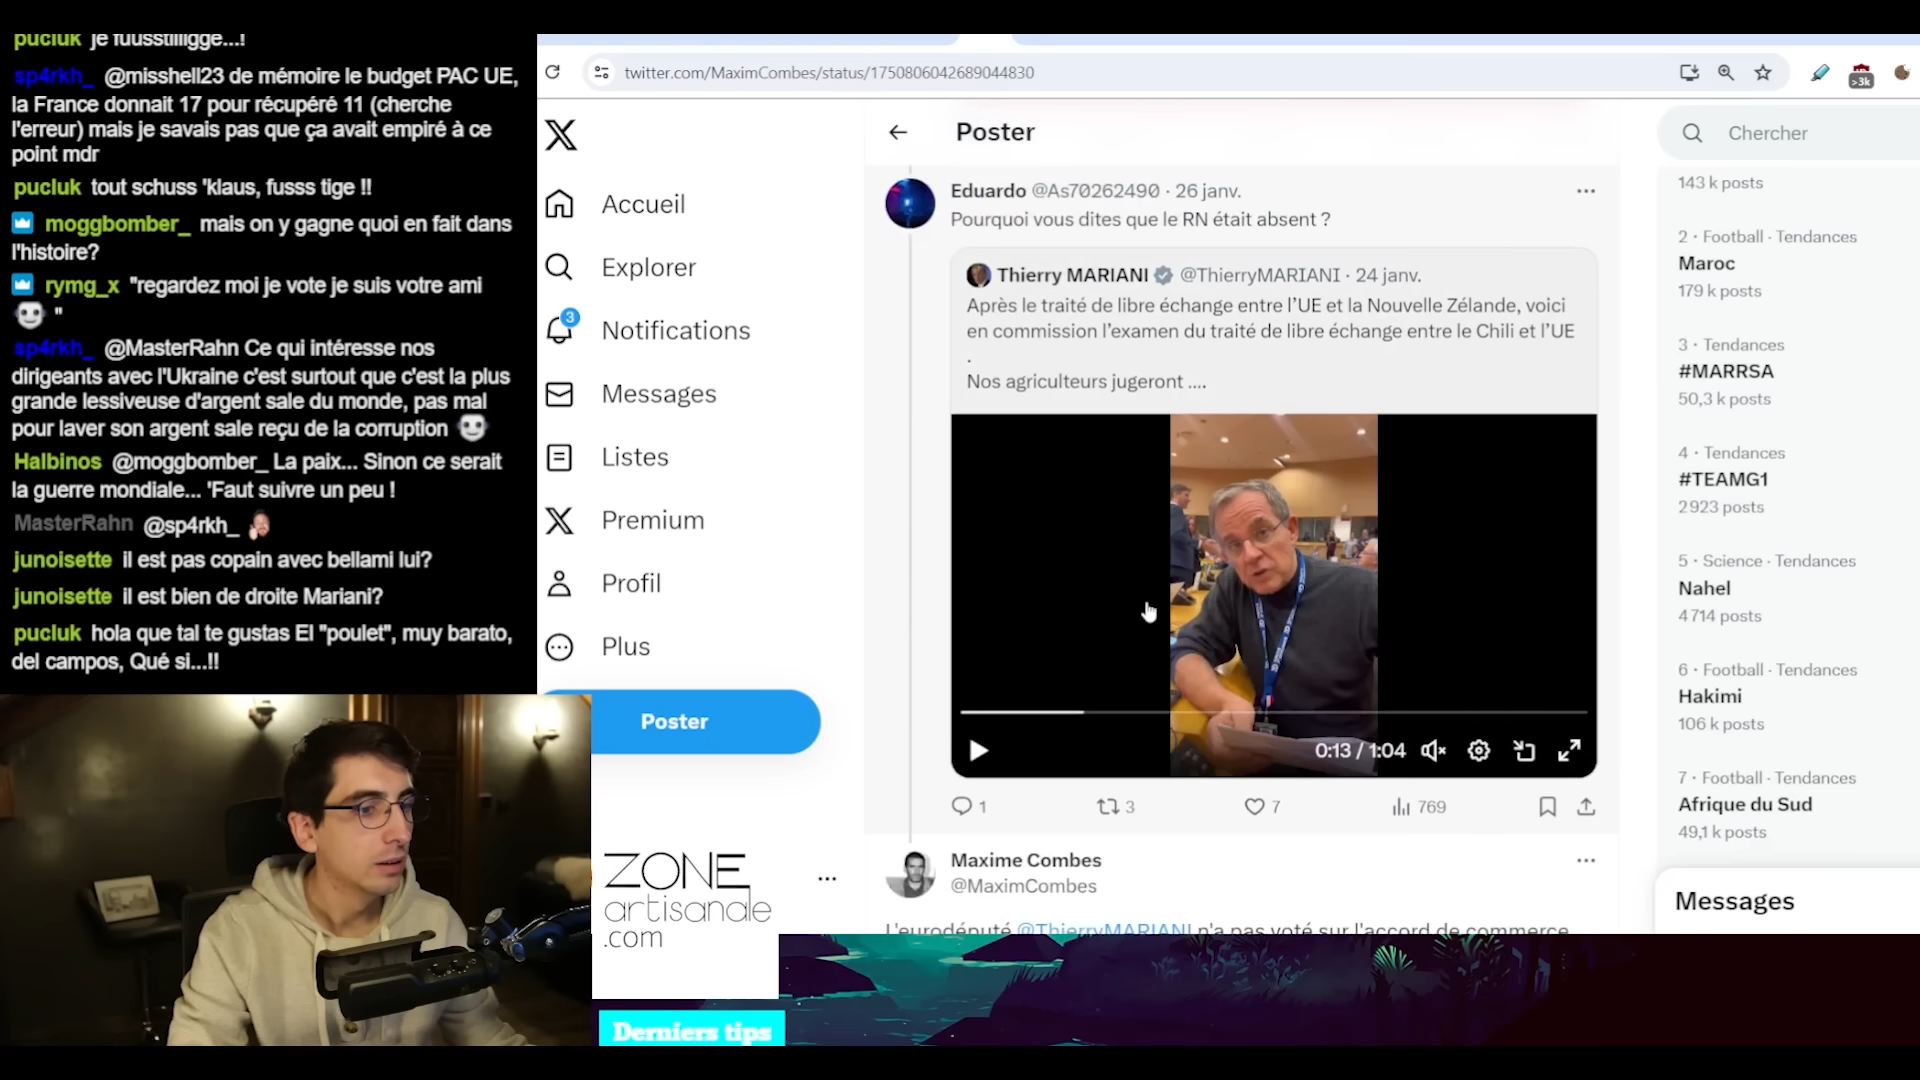 pucluk je fuusstilligge...!
sp4rkh_ @misshell23 de mémoire le budget PAC UE,
la France donnait 17 pour récupéré 11 (cherche
l'erreur) mais je savais pas que ça avait empiré à ce
point mdr
pucluk tout schuss 'klaus, fusss tige !!
moggbomber_ mais on y gagne quoi en fait dans
l'histoire?
rymg_x "regardez moi je vote je suis votre ami
"
sp4rkh_ @MasterRahn Ce qui intéresse nos
dirigeants avec l'Ukraine c'est surtout que c'est la plus
grande lessiveuse d'argent sale du monde, pas mal
pour laver son argent sale reçu de la corruption
Halbinos @moggbomber_ La paix... Sinon ce serait
la guerre mondiale... 'Faut suivre un peu !
MasterRahn @sp4rkh_
junoisette il est pas copain avec bellami lui?
junoisette il est bien de droite Mariani?
pucluk hola que tal te gustas El "poulet", muy barato,
del campos, Qué si...!!
twitter.com/MaximCombes/status/1750806042689044830
>3k
Accueil
Explorer
3
Notifications
Messages
Listes
Premium
Profil
Plus
Poster
ZONE
artisanale
.com
Derniers tips
Poster
Eduardo @As70262490 · 26 janv.
Pourquoi vous dites que le RN était absent ?
Thierry MARIANI @ThierryMARIANI · 24 janv.
Après le traité de libre échange entre l'UE et la Nouvelle Zélande, voici
en commission l'examen du traité de libre échange entre le Chili et l'UE
.
Nos agriculteurs jugeront ....
0:13 / 1:04
1 3 7 769
Maxime Combes
@MaximCombes
L'eurodéputé @ThierryMARIANI n'a pas voté sur l'accord de commerce
Chercher
143 k posts
2 · Football · Tendances
Maroc
179 k posts
3 · Tendances
#MARRSA
50,3 k posts
4 · Tendances
#TEAMG1
2 923 posts
5 · Science · Tendances
Nahel
4 714 posts
6 · Football · Tendances
Hakimi
106 k posts
7 · Football · Tendances
Afrique du Sud
49,1 k posts
Messages